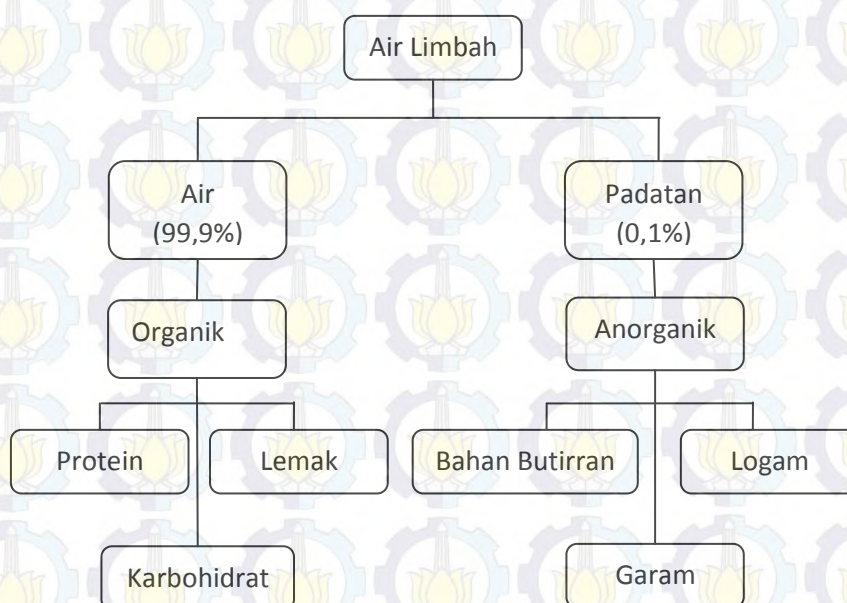 Air Limbah
Air
(99,9%)
Padatan
(0,1%)
Organik
Anorganik
Protein
Lemak
Bahan Butirran
Logam
Karbohidrat
Garam